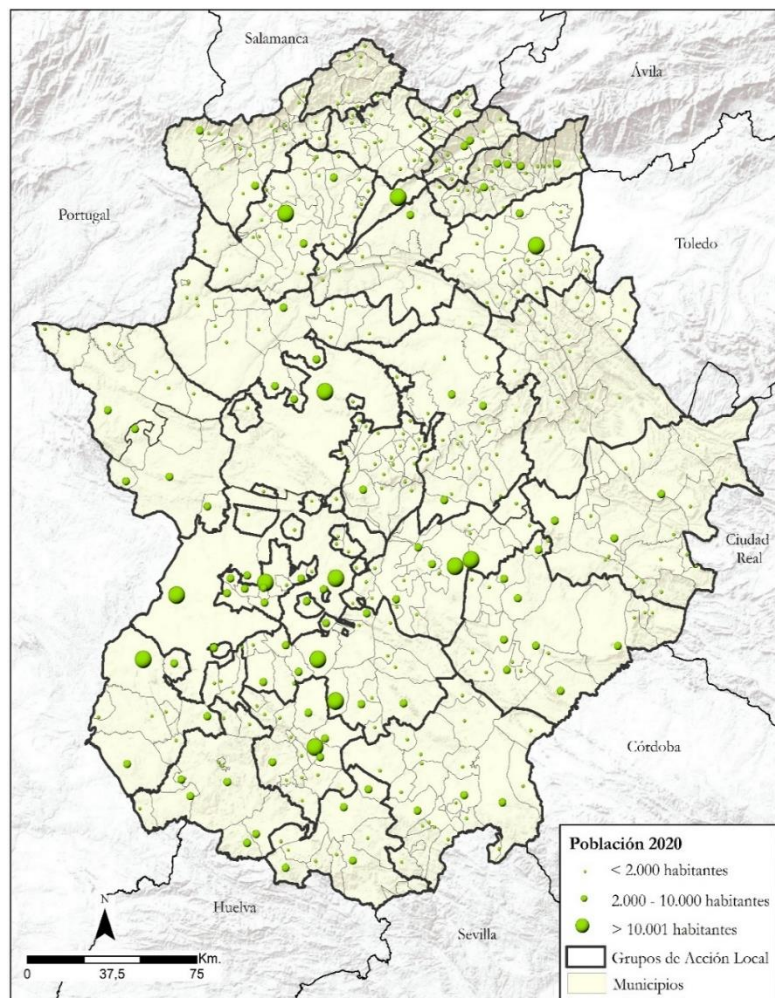 Salamanca
Ávila
Portugal
Toledo
Ciudad
Real
Córdoba
Huelva
Sevilla
N
Km.
0
37,5
75
Población 2020
< 2.000 habitantes
2.000 - 10.000 habitantes
> 10.001 habitantes
Grupos de Acción Local
Municipios